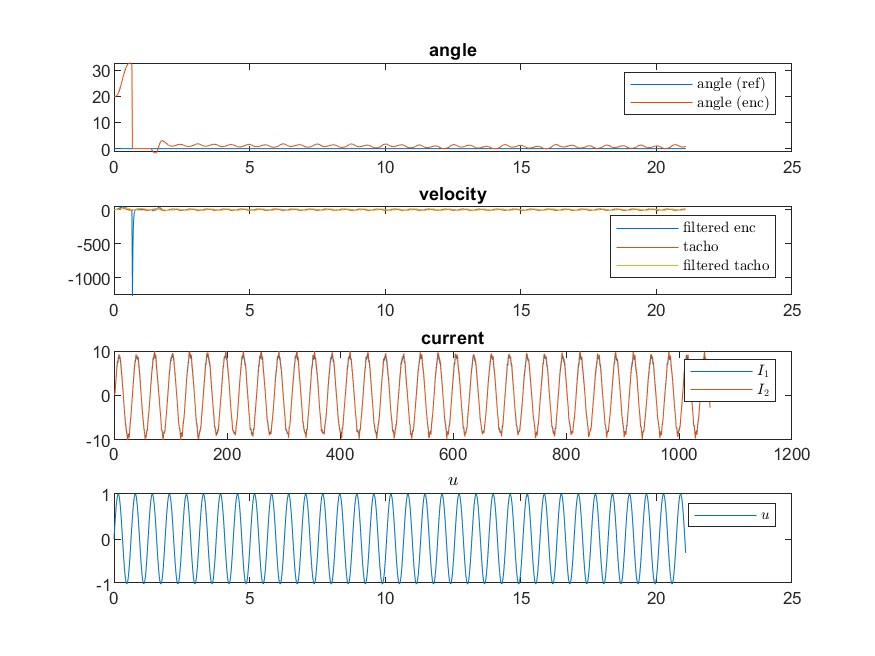 angle
30
20
10
0
angle (ref)
angle (enc)
0 5 10 15 20 25
velocity
0
-500
-1000
filtered enc
tacho
filtered tacho
0 5 10 15 20 25
current
10
0
-10
I₁
I₂
0 200 400 600 800 1000 1200
u
1
0
-1
u
0 5 10 15 20 25